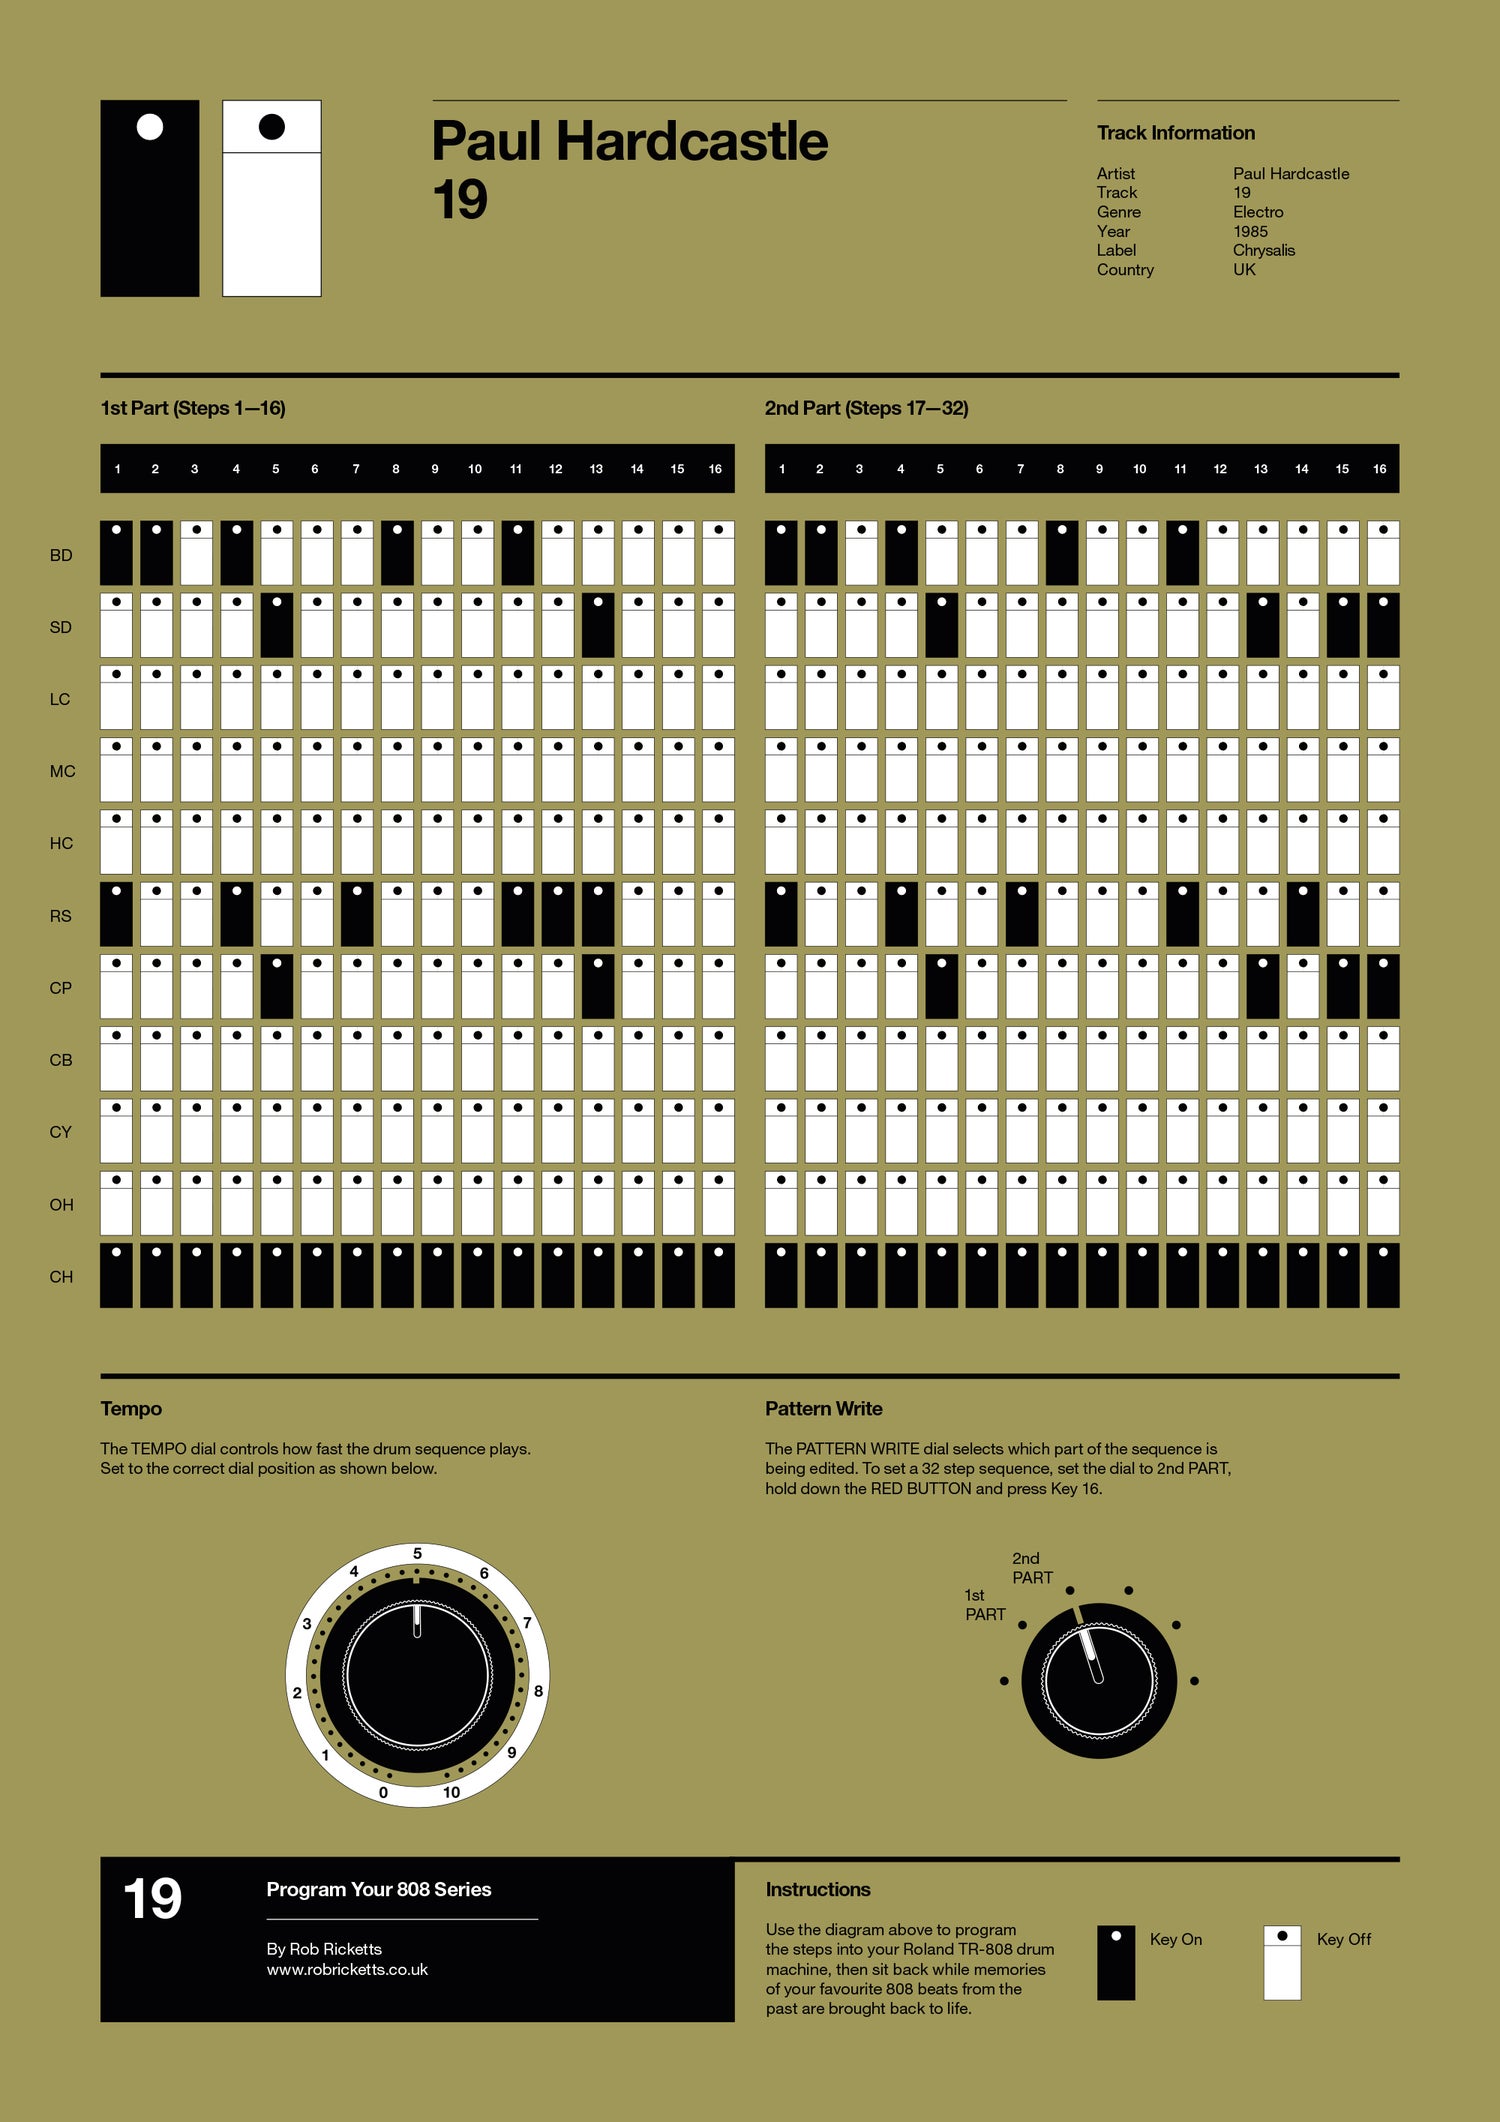 Paul Hardcastle
19
Track Information
Artist Paul Hardcastle
Track 19
Genre Electro
Year 1985
Label Chrysalis
Country UK
1st Part (Steps 1—16)
2nd Part (Steps 17—32)
1 2 3 4 5 6 7 8 9 10 11 12 13 14 15 16
1 2 3 4 5 6 7 8 9 10 11 12 13 14 15 16
BD
SD
LC
MC
HC
RS
CP
CB
CY
OH
CH
Tempo
The TEMPO dial controls how fast the drum sequence plays.
Set to the correct dial position as shown below.
0 1 2 3 4 5 6 7 8 9 10
Pattern Write
The PATTERN WRITE dial selects which part of the sequence is
being edited. To set a 32 step sequence, set the dial to 2nd PART,
hold down the RED BUTTON and press Key 16.
2nd
PART
1st
PART
19
Program Your 808 Series
By Rob Ricketts
www.robricketts.co.uk
Instructions
Use the diagram above to program
the steps into your Roland TR-808 drum
machine, then sit back while memories
of your favourite 808 beats from the
past are brought back to life.
Key On
Key Off